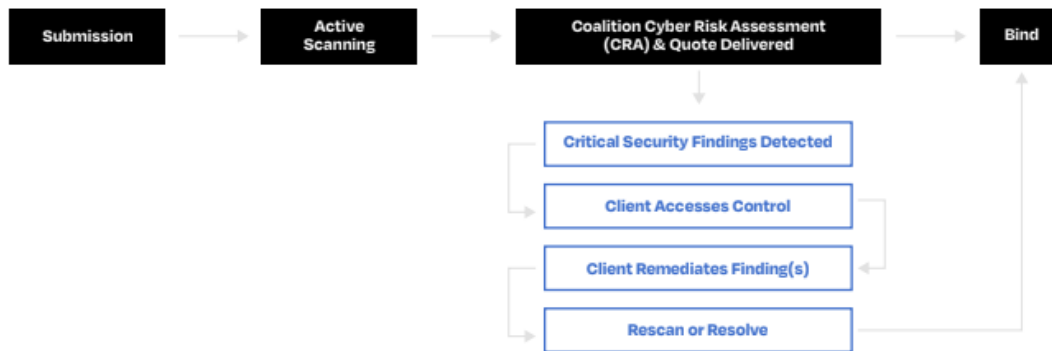 Submission
Active
Scanning
Coalition Cyber Risk Assessment
(CRA) & Quote Delivered
Bind
Critical Security Findings Detected
Client Accesses Control
Client Remediates Finding(s)
Rescan or Resolve